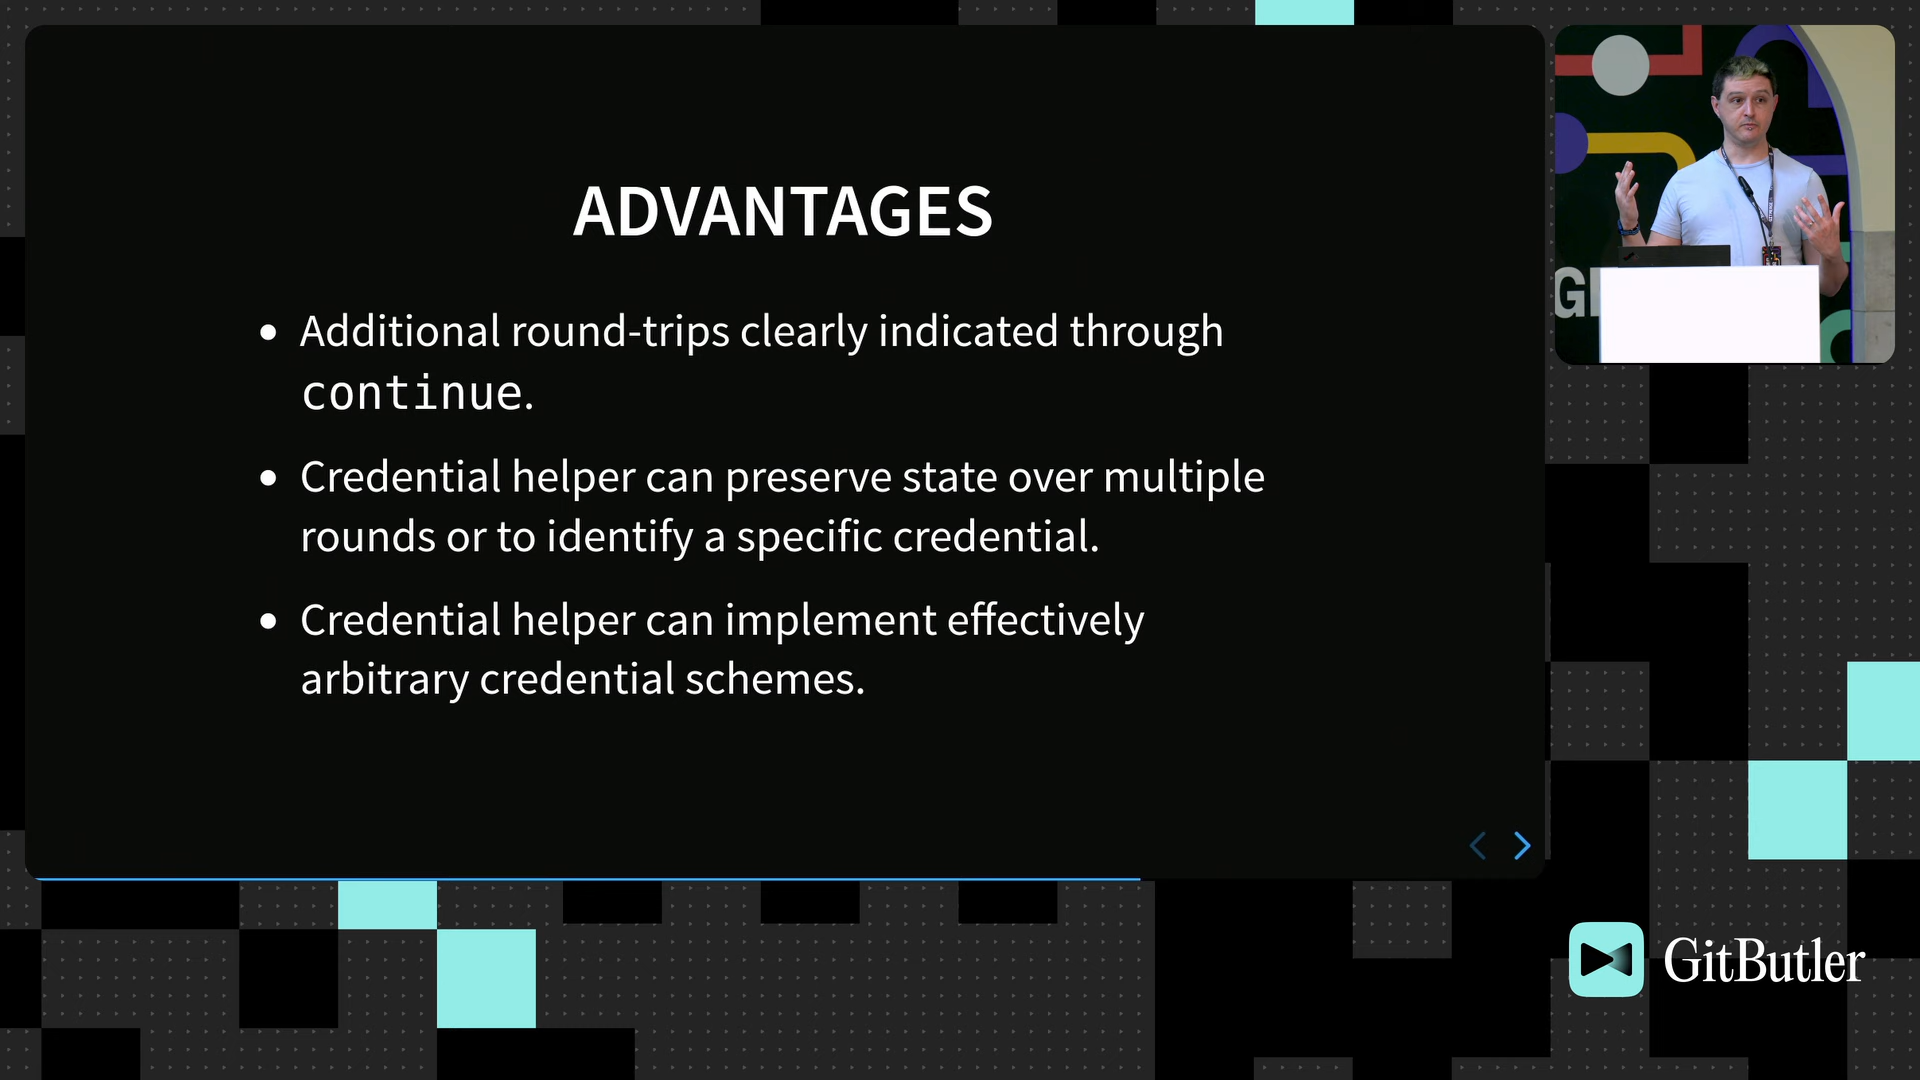 ADVANTAGES
• Additional round-trips clearly indicated through
continue.
• Credential helper can preserve state over multiple
rounds or to identify a specific credential.
• Credential helper can implement effectively
arbitrary credential schemes.
GitButler